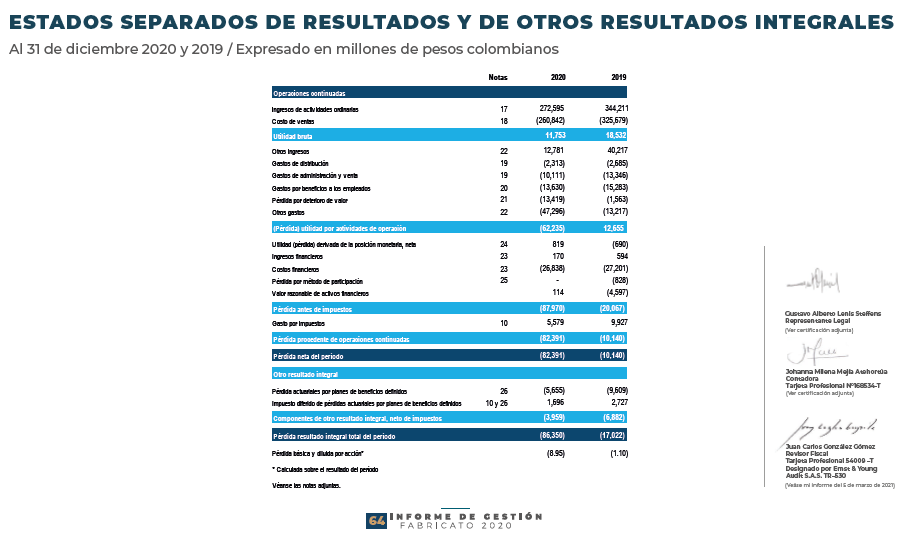 ESTADOS SEPARADOS DE RESULTADOS Y DE OTROS RESULTADOS INTEGRALES
Al 31 de diciembre 2020 y 2019 / Expresado en millones de pesos colombianos
Notas 2020 2019
Operaciones continuadas
Ingresos de actividades ordinarias 17 272,595 344,211
Costo de ventas 18 (260,842) (325,679)
Utilidad bruta 11,753 18,532
Otros ingresos 22 12,781 40,217
Gastos de distribución 19 (2,313) (2,685)
Gastos de administración y venta 19 (10,111) (13,346)
Gastos por beneficios a los empleados 20 (13,630) (15,283)
Pérdida por deterioro de valor 21 (13,419) (1,563)
Otros gastos 22 (47,296) (13,217)
(Pérdida) utilidad por actividades de operación (62,235) 12,655
Utilidad (pérdida) derivada de la posición monetaria, neta 24 819 (690)
Ingresos financieros 23 170 594
Costos financieros 23 (26,838) (27,201)
Pérdida por método de participación 25 - (828)
Valor razonable de activos financieros 114 (4,597)
Pérdida antes de impuestos (87,970) (20,067)
Gasto por impuestos 10 5,579 9,927
Pérdida procedente de operaciones continuadas (82,391) (10,140)
Pérdida neta del periodo (82,391) (10,140)
Otro resultado integral
Pérdida actuariales por planes de beneficios definidos 26 (5,655) (9,609)
Impuesto diferido de pérdidas actuariales por planes de beneficios definidos 10 y 26 1,696 2,727
Componentes de otro resultado integral, neto de impuestos (3,959) (6,882)
Pérdida resultado integral total del periodo (86,350) (17,022)
Pérdida básica y diluida por acción* (8.95) (1.10)
* Calculada sobre el resultado del período
Véanse las notas adjuntas.
Gustavo Alberto Lenis Steffens
Representante Legal
(Ver certificación adjunta)
Johanna Milena Mejía Atehortúa
Contadora
Tarjeta Profesional N°168534-T
(Ver certificación adjunta)
Juan Carlos González Gómez
Revisor Fiscal
Tarjeta Profesional 54009 -T
Designado por Ernst & Young
Audit S.A.S. TR-530
(Véase mi informe del 5 de marzo de 2021)
64 INFORME DE GESTIÓN
FABRICATO 2020